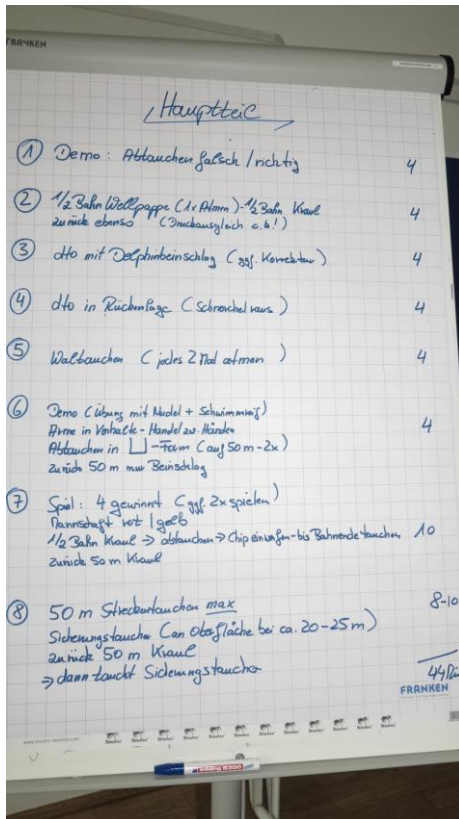 FRANKEN
Hauptteil
① Demo: Abtauchen falsch / richtig 4
② 1/2 Bahn Wellpappe (1x Atmen) - 1/2 Bahn Kraul 4
zurück ebenso (Druckausgleich o.k.!)
③ dto mit Delphinbeinschlag (ggf. Korrektur) 4
④ dto in Rückenlage (Schnorchel raus) 4
⑤ Waltauchen (jedes 2 Mal atmen) 4
⑥ Demo (Übung mit Nudel + Schwimmreif)
Arme in Vorhalte - Handel zw. Händen 4
Abtauchen in ⊔-Form (auf 50 m - 2x)
zurück 50 m nur Beinschlag
⑦ Spiel: 4 gewinnt (ggf. 2x spielen)
Mannschaft rot / gelb
1/2 Bahn Kraul ⇒ abtauchen ⇒ Chip einwerfen - bis Bahnende tauchen 10
zurück 50 m Kraul
⑧ 50 m Streckentauchen max 8-10
Sicherungstaucher (an Oberfläche bei ca. 20-25 m)
zurück 50 m Kraul
⇒ dann taucht Sicherungstaucher
44
FRANKEN